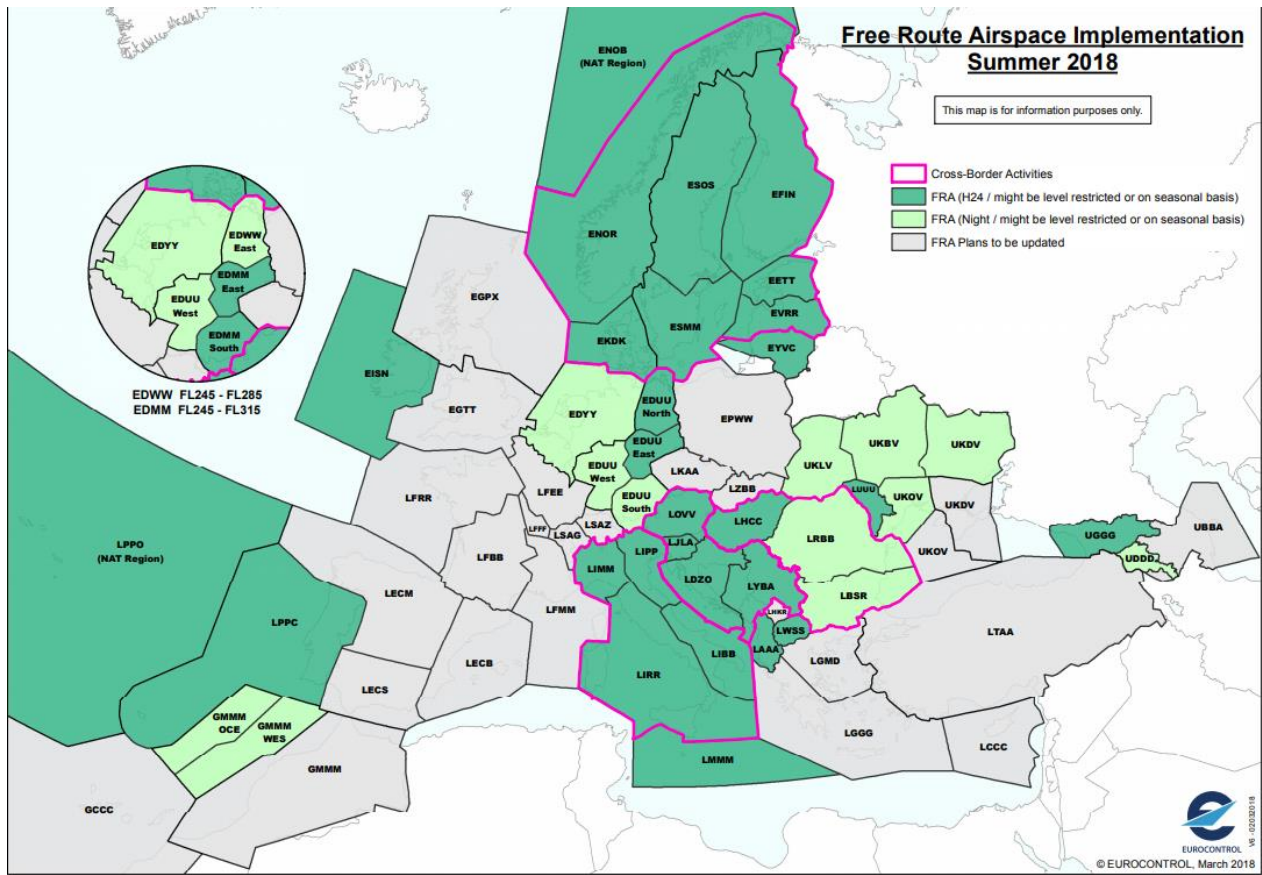 Free Route Airspace Implementation
Summer 2018
This map is for information purposes only.
Cross-Border Activities
FRA (H24 / might be level restricted or on seasonal basis)
FRA (Night / might be level restricted or on seasonal basis)
FRA Plans to be updated
ENOB
(NAT Region)
ESOS
EFIN
ENOR
EETT
EVRR
ESMM
EKDK
EYVC
EGPX
EISN
EGTT
EDYY
EDWW
East
EDMM
East
EDUU
West
EDMM
South
EDWW FL245 - FL285
EDMM FL245 - FL315
EDYY
EDUU
North
EDUU
East
EDUU
West
EDUU
South
EPWW
LKAA
LZBB
UKLV
UKBV
UKDV
LUUU
UKOV
UKDV
UKOV
UGGG
UBBA
UDDD
LFRR
LFEE
LFFF
LSAZ
LSAG
LFBB
LFMM
LOVV
LHCC
LJLA
LIPP
LIMM
LDZO
LYBA
LRBB
LBSR
LHKR
LWSS
LAAA
LIBB
LIRR
LGMD
LTAA
LGGG
LCCC
LMMM
LPPO
(NAT Region)
LPPC
LECM
LECB
LECS
GMMM
OCE
GMMM
WES
GMMM
GCCC
EUROCONTROL
V6 - 02032018
© EUROCONTROL, March 2018